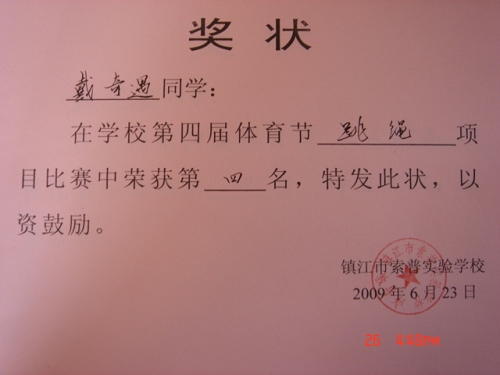 奖 状
戴奇遇同学：
在学校第四届体育节 跳绳 项
目比赛中荣获第 四 名，特发此状，以
资鼓励。
镇江市索普实验学校
2009年6月23日